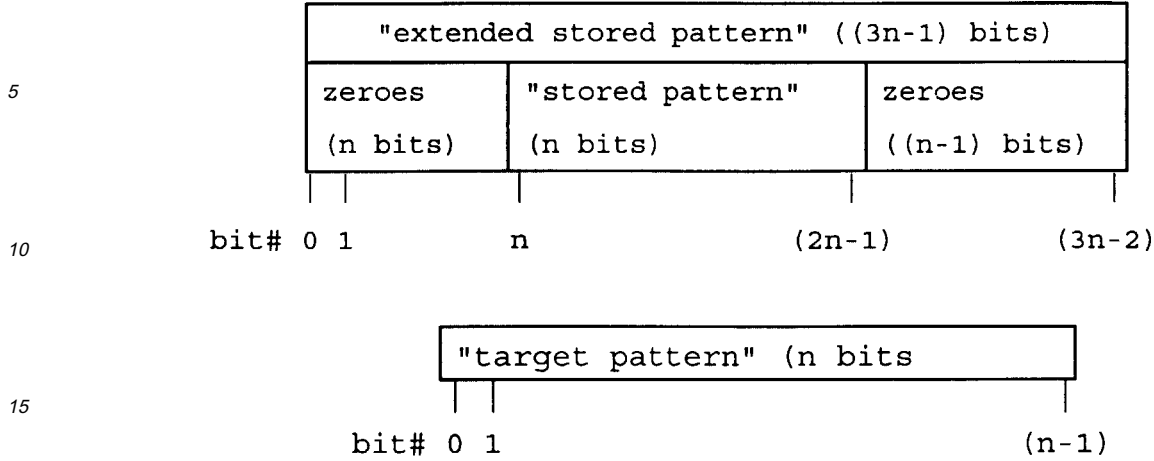 "extended stored pattern" ((3n-1) bits)
5
zeroes "stored pattern" zeroes
(n bits) (n bits) ((n-1) bits)
bit# 0 1 n (2n-1) (3n-2)
10
"target pattern" (n bits
15
bit# 0 1 (n-1)